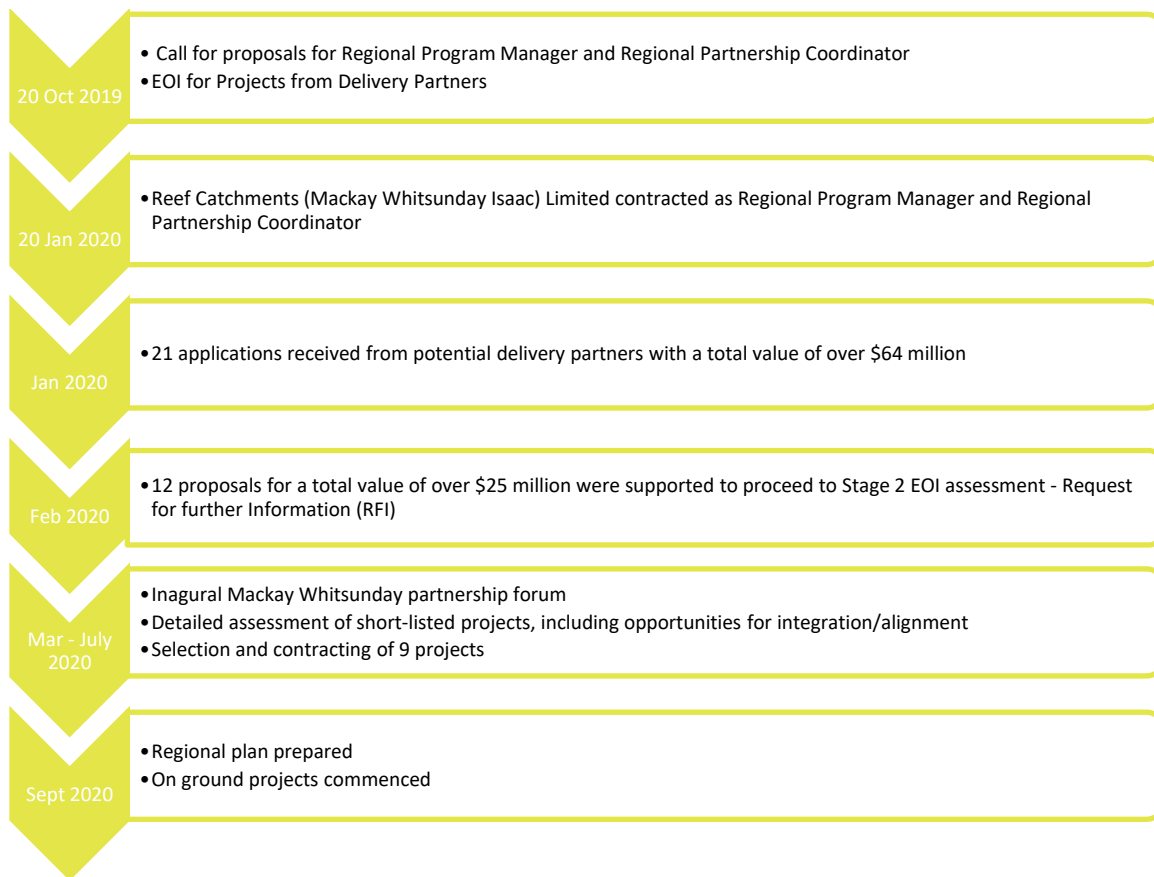 20 Oct 2019
• Call for proposals for Regional Program Manager and Regional Partnership Coordinator
•EOI for Projects from Delivery Partners
20 Jan 2020
•Reef Catchments (Mackay Whitsunday Isaac) Limited contracted as Regional Program Manager and Regional
Partnership Coordinator
Jan 2020
•21 applications received from potential delivery partners with a total value of over $64 million
Feb 2020
•12 proposals for a total value of over $25 million were supported to proceed to Stage 2 EOI assessment - Request
for further Information (RFI)
Mar - July
2020
•Inagural Mackay Whitsunday partnership forum
•Detailed assessment of short-listed projects, including opportunities for integration/alignment
•Selection and contracting of 9 projects
Sept 2020
•Regional plan prepared
•On ground projects commenced